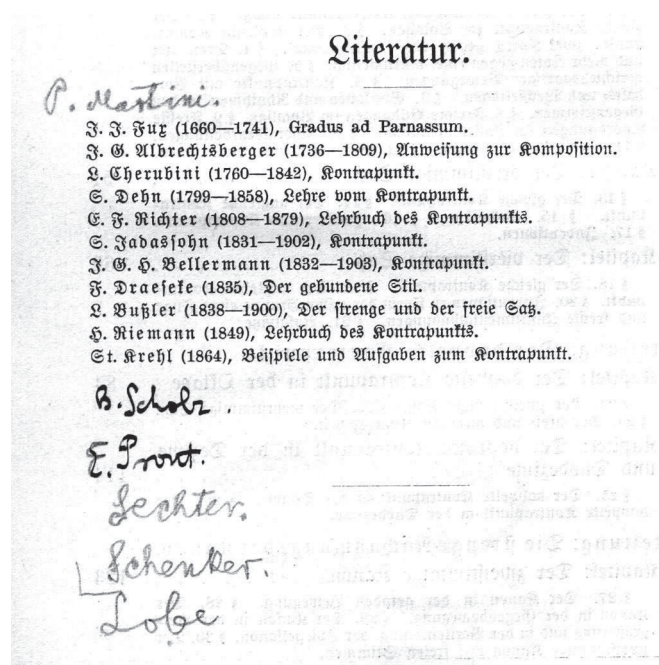 Literatur.
P. Martini.
J. J. Fux (1660—1741), Gradus ad Parnassum.
J. G. Albrechtsberger (1736—1809), Anweisung zur Komposition.
L. Cherubini (1760—1842), Kontrapunkt.
S. Dehn (1799—1858), Lehre vom Kontrapunkt.
E. F. Richter (1808—1879), Lehrbuch des Kontrapunkts.
S. Jadassohn (1831—1902), Kontrapunkt.
J. G. H. Bellermann (1832—1903), Kontrapunkt.
F. Draeseke (1835), Der gebundene Stil.
L. Bußler (1838—1900), Der strenge und der freie Satz.
H. Riemann (1849), Lehrbuch des Kontrapunkts.
St. Krehl (1864), Beispiele und Aufgaben zum Kontrapunkt.
B. Scholz.
E. Prout.
Sechter.
Schenker.
Lobe